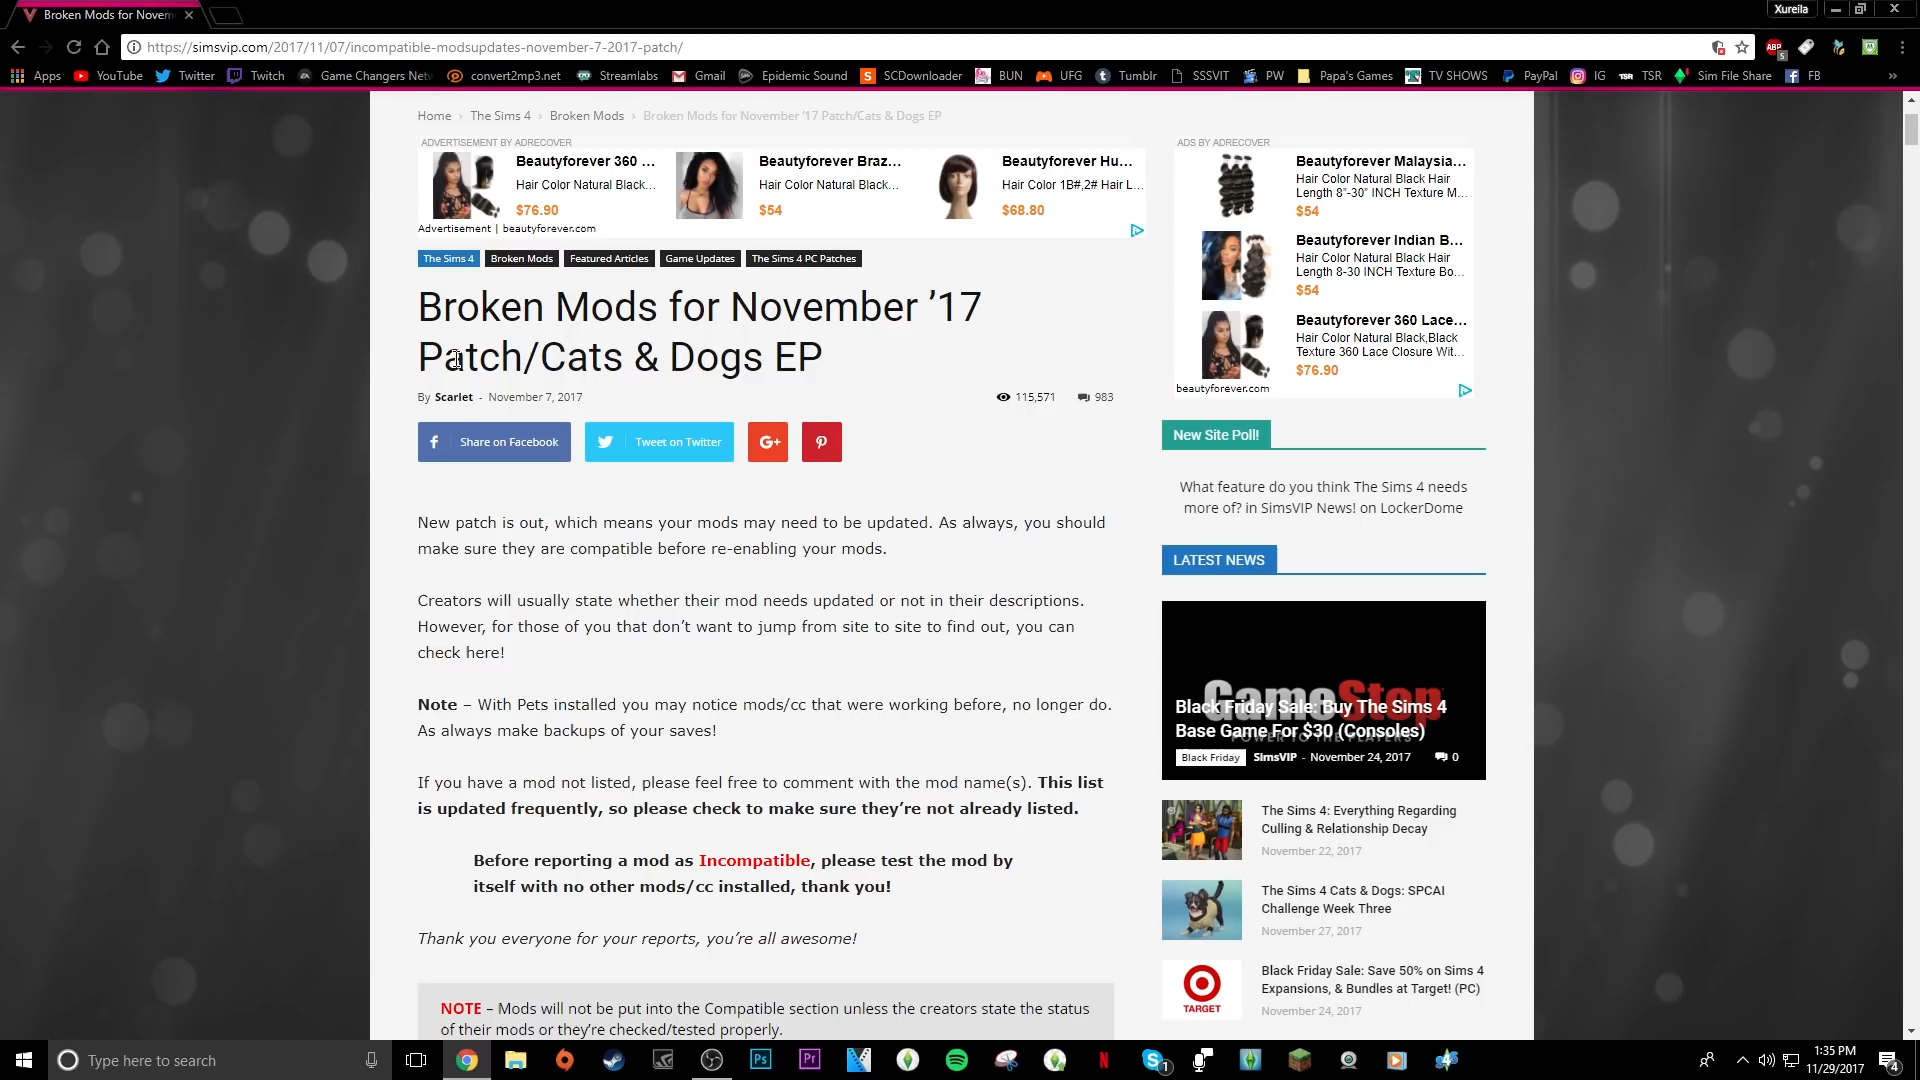 Broken Mods for Novem
Xureila
https://simsvip.com/2017/11/07/incompatible-modsupdates-november-7-2017-patch/
Apps YouTube Twitter Twitch Game Changers Net convert2mp3.net Streamlabs Gmail Epidemic Sound SCDownloader BUN UFG Tumblr SSSVIT PW Papa's Games TV SHOWS PayPal IG TSR Sim File Share FB
Home › The Sims 4 › Broken Mods › Broken Mods for November '17 Patch/Cats & Dogs EP
ADVERTISEMENT BY ADRECOVER
Beautyforever 360 ...
Hair Color Natural Black...
$76.90
Beautyforever Braz...
Hair Color Natural Black...
$54
Beautyforever Hu...
Hair Color 1B#,2# Hair L...
$68.80
Advertisement | beautyforever.com
The Sims 4 Broken Mods Featured Articles Game Updates The Sims 4 PC Patches
Broken Mods for November ’17
Patch/Cats & Dogs EP
By Scarlet - November 7, 2017
115,571 983
Share on Facebook Tweet on Twitter G+
New patch is out, which means your mods may need to be updated. As always, you should
make sure they are compatible before re-enabling your mods.
Creators will usually state whether their mod needs updated or not in their descriptions.
However, for those of you that don’t want to jump from site to site to find out, you can
check here!
Note – With Pets installed you may notice mods/cc that were working before, no longer do.
As always make backups of your saves!
If you have a mod not listed, please feel free to comment with the mod name(s). This list
is updated frequently, so please check to make sure they’re not already listed.
Before reporting a mod as Incompatible, please test the mod by
itself with no other mods/cc installed, thank you!
Thank you everyone for your reports, you’re all awesome!
NOTE – Mods will not be put into the Compatible section unless the creators state the status
of their mods or they’re checked/tested properly.
ADS BY ADRECOVER
Beautyforever Malaysia...
Hair Color Natural Black Hair
Length 8"-30" INCH Texture M...
$54
Beautyforever Indian B...
Hair Color Natural Black Hair
Length 8-30 INCH Texture Bo...
$54
Beautyforever 360 Lace...
Hair Color Natural Black,Black
Texture 360 Lace Closure Wit...
$76.90
beautyforever.com
New Site Poll!
What feature do you think The Sims 4 needs
more of? in SimsVIP News! on LockerDome
LATEST NEWS
GameStop
POWER TO THE PLAYERS
Black Friday Sale: Buy The Sims 4
Base Game For $30 (Consoles)
Black Friday SimsVIP - November 24, 2017 0
The Sims 4: Everything Regarding
Culling & Relationship Decay
November 22, 2017
The Sims 4 Cats & Dogs: SPCAI
Challenge Week Three
November 27, 2017
TARGET
Black Friday Sale: Save 50% on Sims 4
Expansions, & Bundles at Target! (PC)
November 24, 2017
Type here to search
Ps Pr
1:35 PM
11/29/2017
4